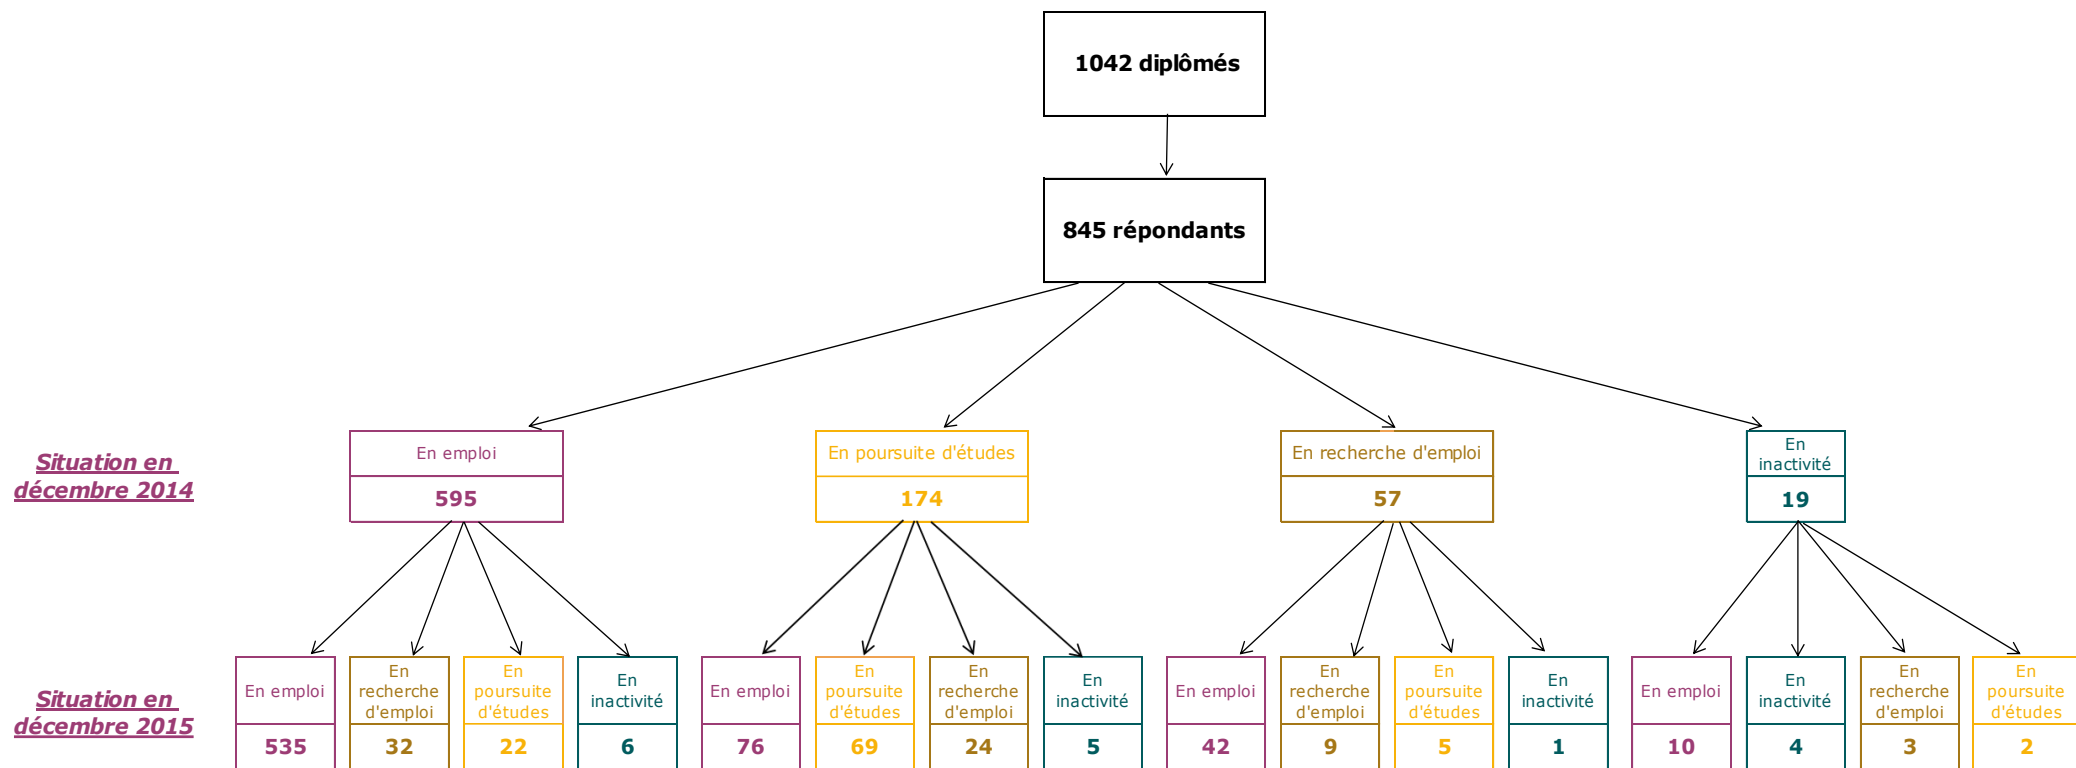 1042 diplômés
845 répondants
Situation en
décembre 2014
En emploi
595
En poursuite d'études
174
En recherche d'emploi
57
En
inactivité
19
Situation en
décembre 2015
En emploi
535
En
recherche
d'emploi
32
En
poursuite
d'études
22
En
inactivité
6
En emploi
76
En
poursuite
d'études
69
En
recherche
d'emploi
24
En
inactivité
5
En emploi
42
En
recherche
d'emploi
9
En
poursuite
d'études
5
En
inactivité
1
En emploi
10
En
inactivité
4
En
recherche
d'emploi
3
En
poursuite
d'études
2